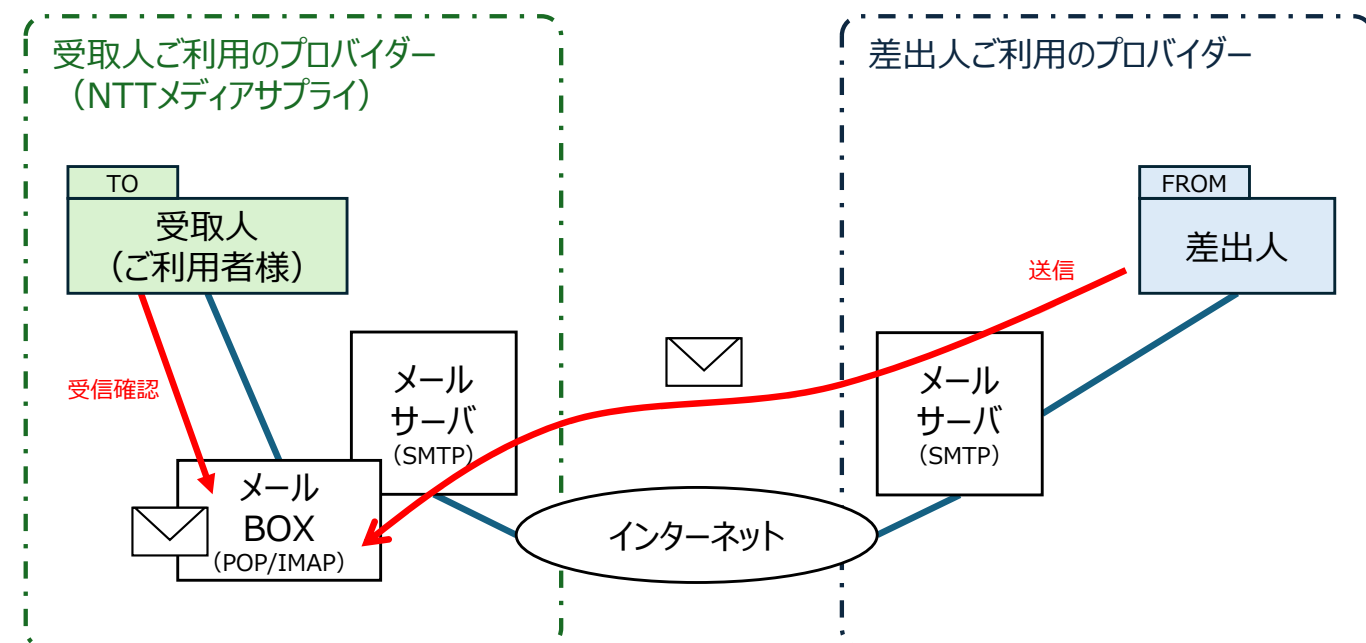 受取人ご利用のプロバイダー
（NTTメディアサプライ）
差出人ご利用のプロバイダー
TO
受取人
（ご利用者様）
FROM
差出人
送信
受信確認
メール
サーバ
（SMTP）
メール
サーバ
（SMTP）
メール
BOX
（POP/IMAP）
インターネット